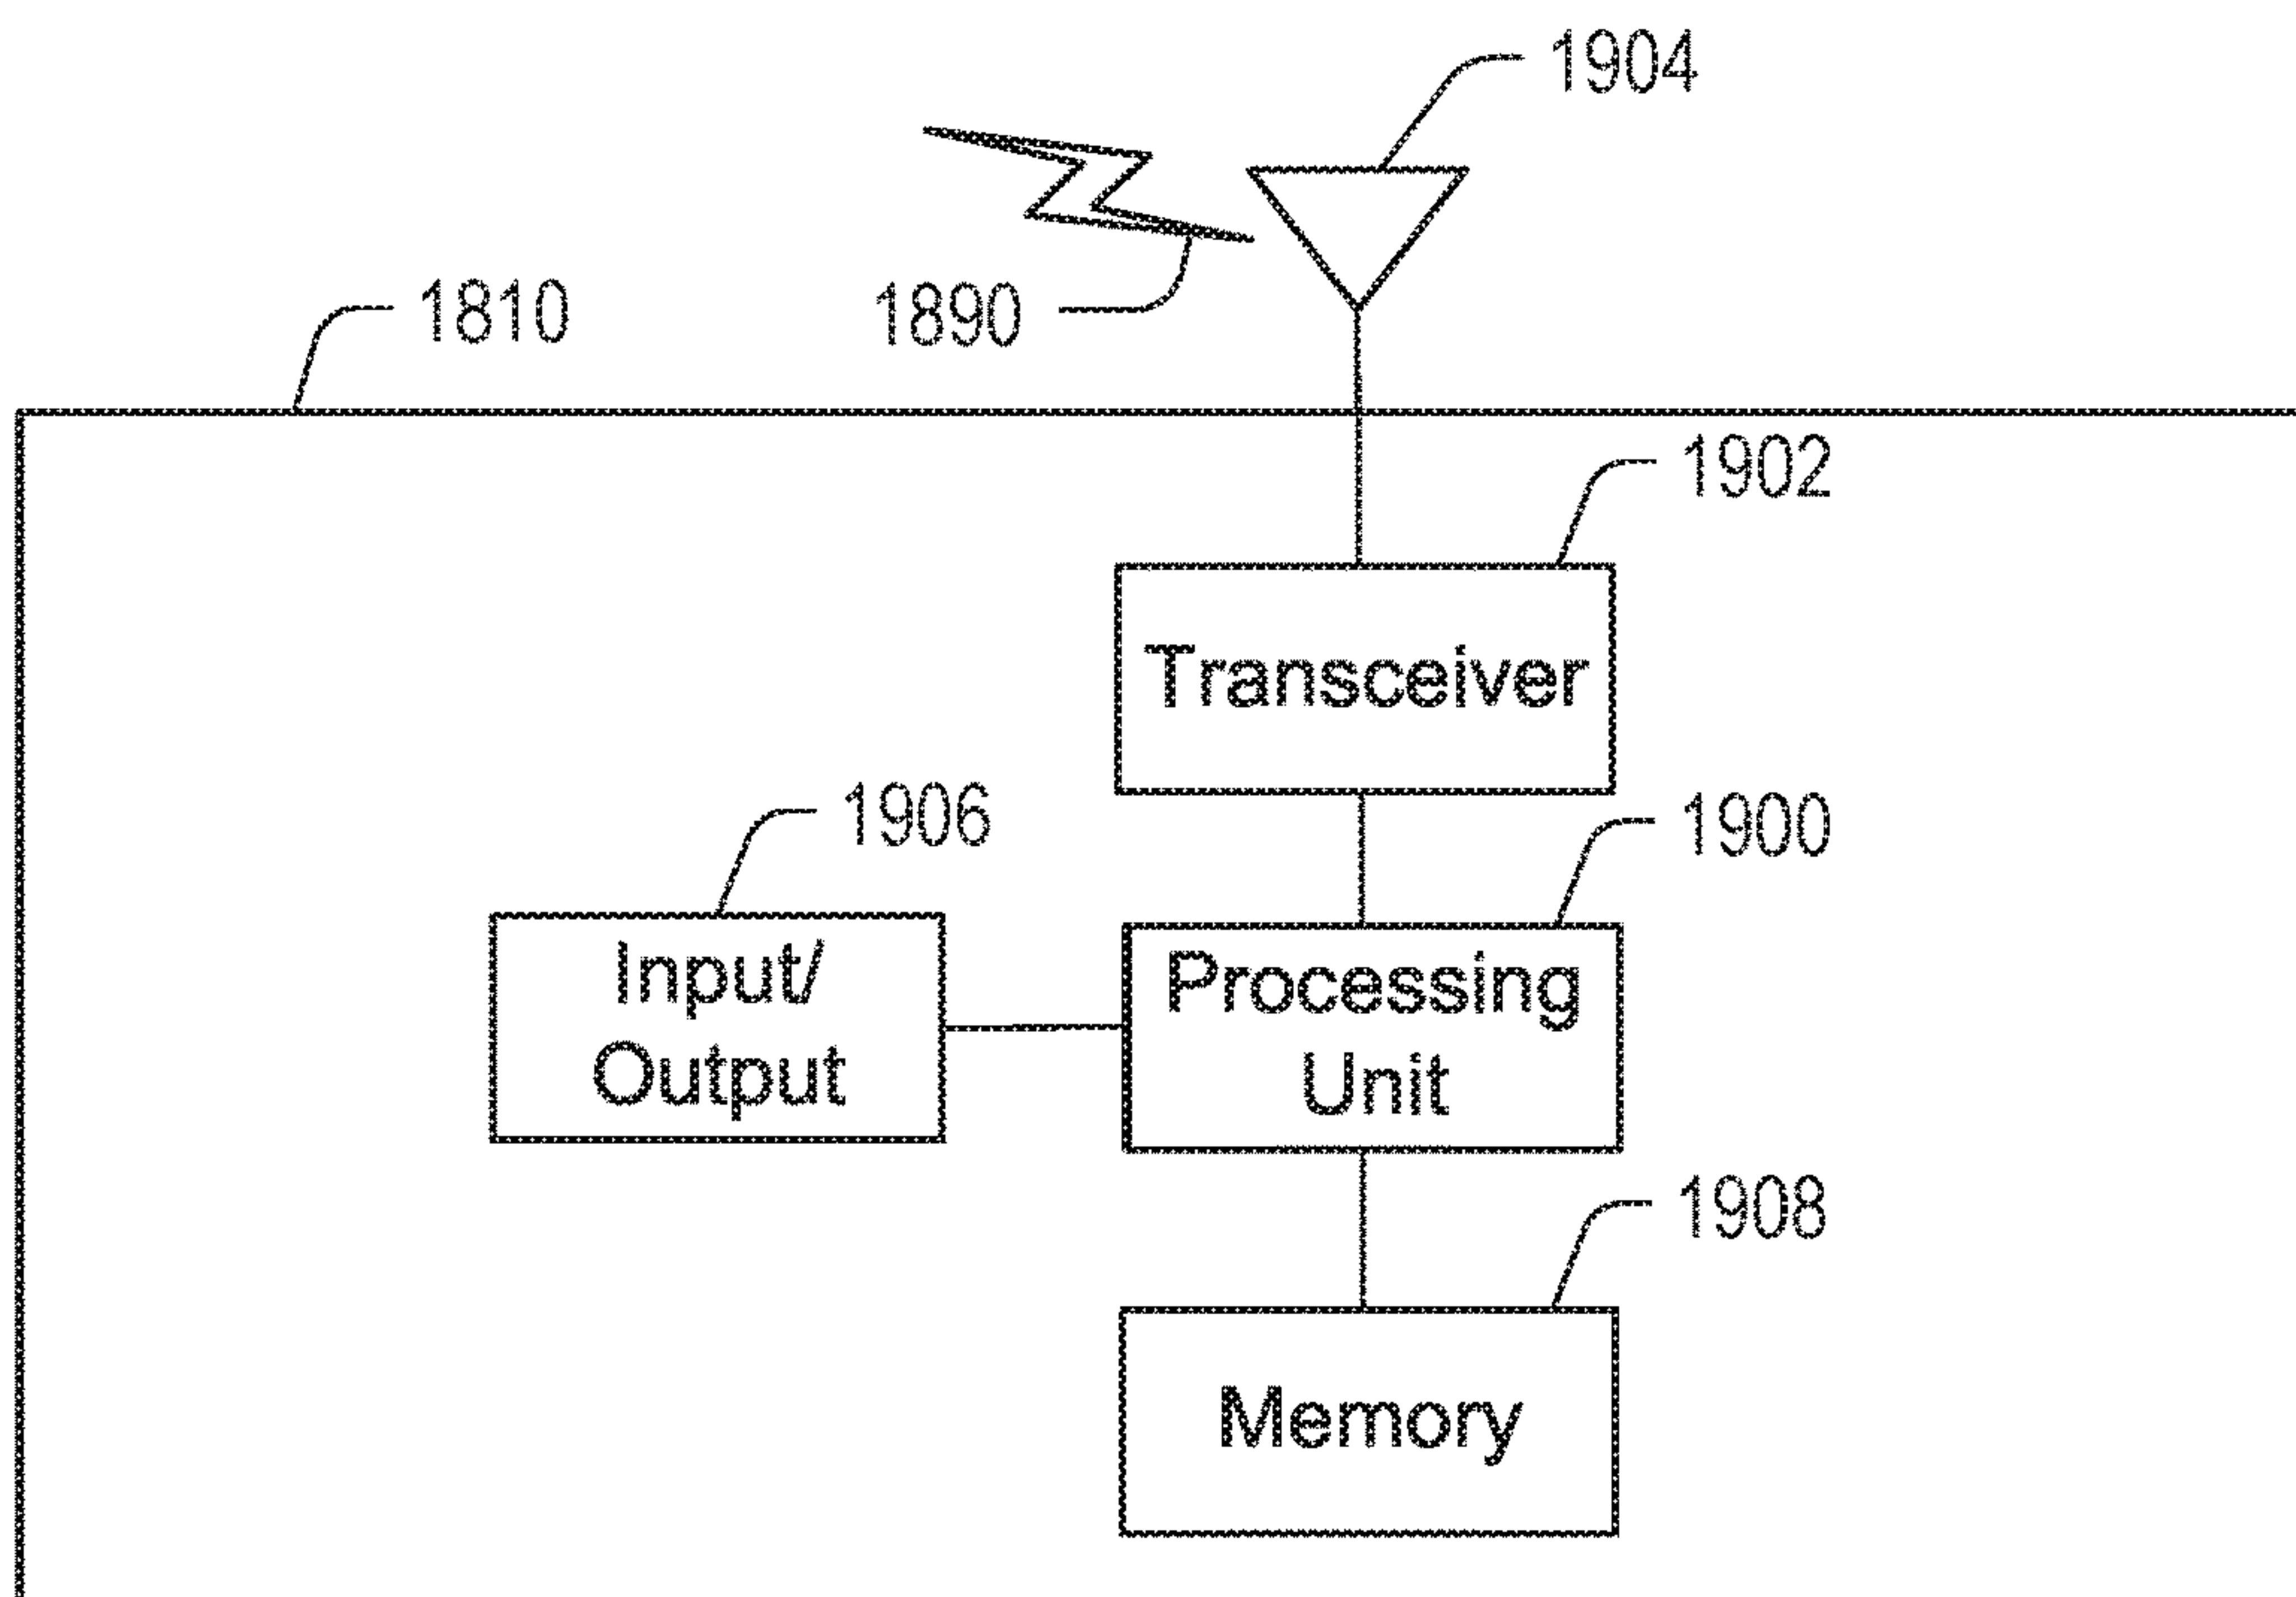 1904
1890
1810
1902
Transceiver
1906
1900
Input/
Output
Processing
Unit
1908
Memory